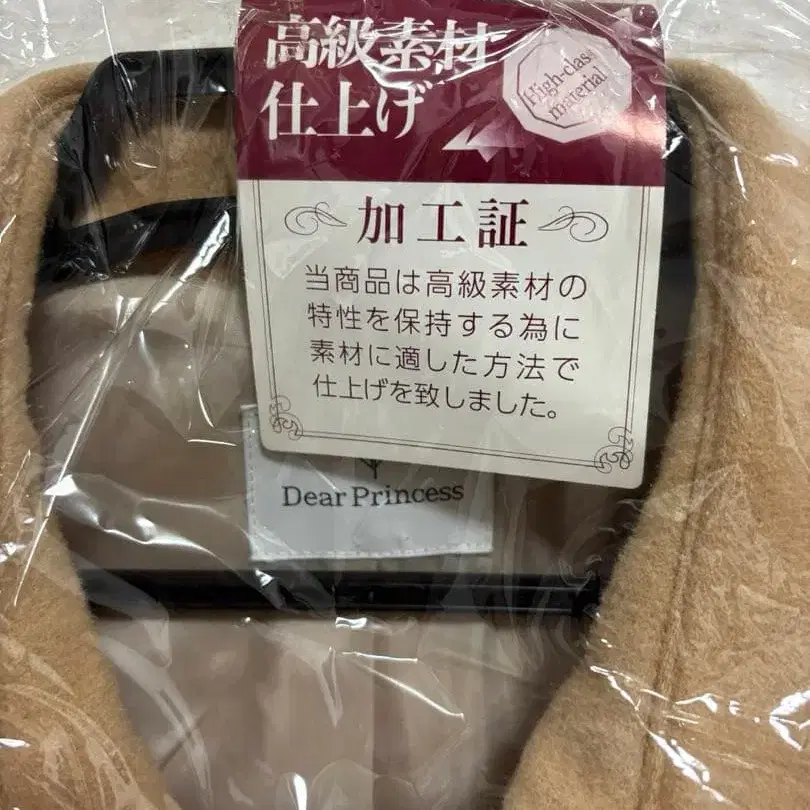 高級素材
仕上げ
High-class
material
加工証
当商品は高級素材の
特性を保持する為に
素材に適した方法で
仕上げを致しました。
Dear Princess